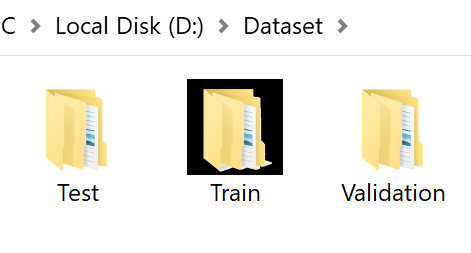 C > Local Disk (D:) > Dataset >
Test Train Validation